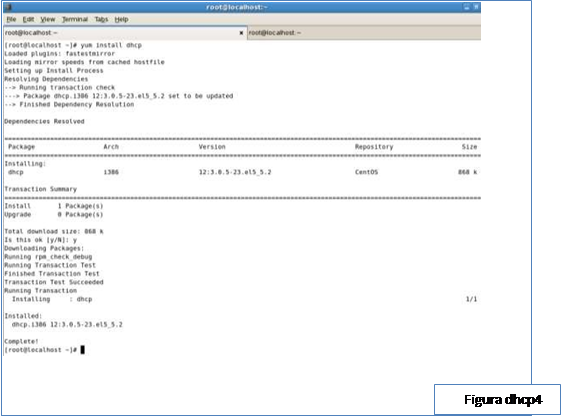 root@localhost:~
File Edit View Terminal Tabs Help
root@localhost:~ × root@localhost:~
[root@localhost ~]# yum install dhcp
Loaded plugins: fastestmirror
Loading mirror speeds from cached hostfile
Setting up Install Process
Resolving Dependencies
--> Running transaction check
---> Package dhcp.i386 12:3.0.5-23.el5_5.2 set to be updated
--> Finished Dependency Resolution
Dependencies Resolved
================================================================================
Package Arch Version Repository Size
================================================================================
Installing:
dhcp i386 12:3.0.5-23.el5_5.2 CentOS 868 k
Transaction Summary
================================================================================
Install 1 Package(s)
Upgrade 0 Package(s)
Total download size: 868 k
Is this ok [y/N]: y
Downloading Packages:
Running rpm_check_debug
Running Transaction Test
Finished Transaction Test
Transaction Test Succeeded
Running Transaction
Installing : dhcp 1/1
Installed:
dhcp.i386 12:3.0.5-23.el5_5.2
Complete!
[root@localhost ~]#
Figura dhcp4